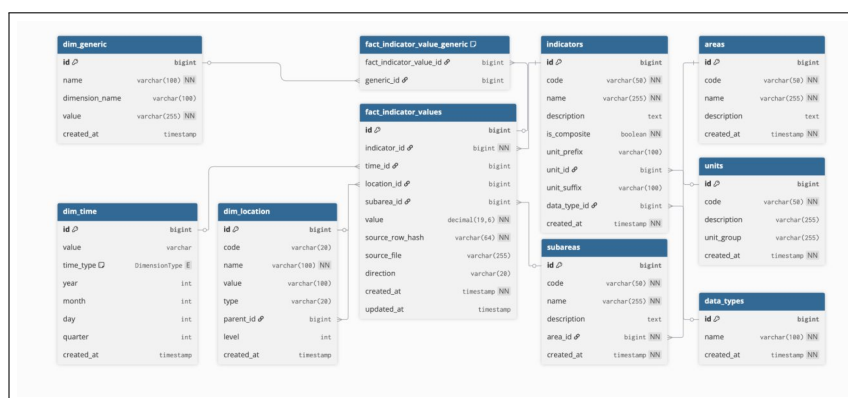 dim_generic
id bigint
name varchar(100) NN
dimension_name varchar(100)
value varchar(255) NN
created_at timestamp
fact_indicator_value_generic
fact_indicator_value_id bigint
generic_id bigint
indicators
id bigint
code varchar(50) NN
name varchar(255) NN
description text
is_composite boolean NN
unit_prefix varchar(100)
unit_id bigint
unit_suffix varchar(100)
data_type_id bigint
created_at timestamp NN
areas
id bigint
code varchar(50) NN
name varchar(255) NN
description text
created_at timestamp NN
fact_indicator_values
id bigint
indicator_id bigint NN
time_id bigint
location_id bigint
subarea_id bigint
value decimal(19,6) NN
source_row_hash varchar(64) NN
source_file varchar(255)
direction varchar(20)
created_at timestamp NN
updated_at timestamp
units
id bigint
code varchar(50) NN
description varchar(255)
unit_group varchar(255)
created_at timestamp NN
dim_time
id bigint
value varchar
time_type DimensionType E
year int
month int
day int
quarter int
created_at timestamp
dim_location
id bigint
code varchar(20)
name varchar(100) NN
value varchar(100)
type varchar(20)
parent_id bigint
level int
created_at timestamp
subareas
id bigint
code varchar(50) NN
name varchar(255) NN
description text
area_id bigint NN
created_at timestamp NN
data_types
id bigint
name varchar(100) NN
created_at timestamp NN